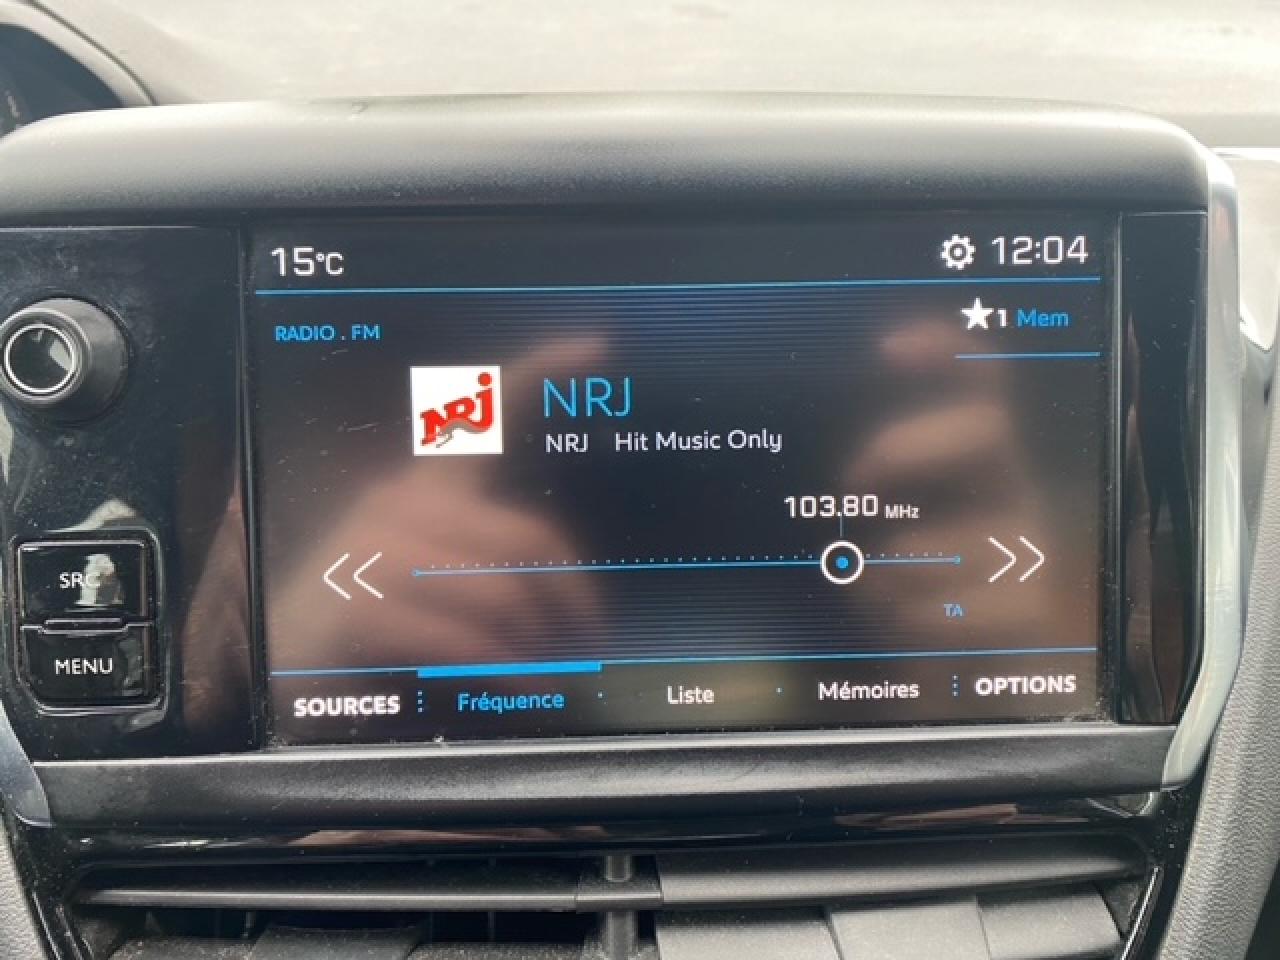 15°C 12:04
RADIO . FM ★1 Mem
NRJ NRJ
NRJ Hit Music Only
103.80 MHz
TA
SRC
MENU
SOURCES Fréquence Liste Mémoires OPTIONS